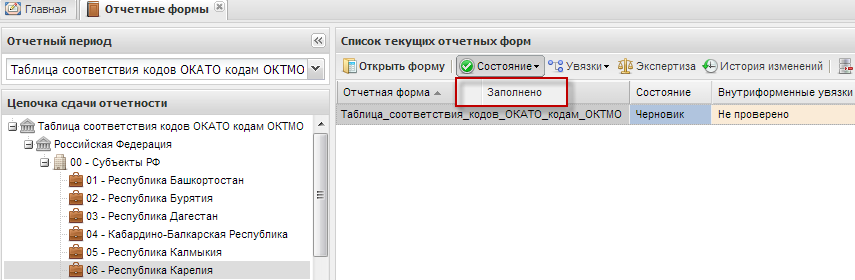 Главная
Отчетные формы
Отчетный период
Таблица соответствия кодов ОКАТО кодам ОКТМО
Цепочка сдачи отчетности
Таблица соответствия кодов ОКАТО кодам ОКТМО
Российская Федерация
00 - Субъекты РФ
01 - Республика Башкортостан
02 - Республика Бурятия
03 - Республика Дагестан
04 - Кабардино-Балкарская Республика
05 - Республика Калмыкия
06 - Республика Карелия
Список текущих отчетных форм
Открыть форму Состояние Увязки Экспертиза История изменений
Отчетная форма Заполнено Состояние Внутриформенные увязки
Таблица_соответствия_кодов_ОКАТО_кодам_ОКТМО Черновик Не проверено